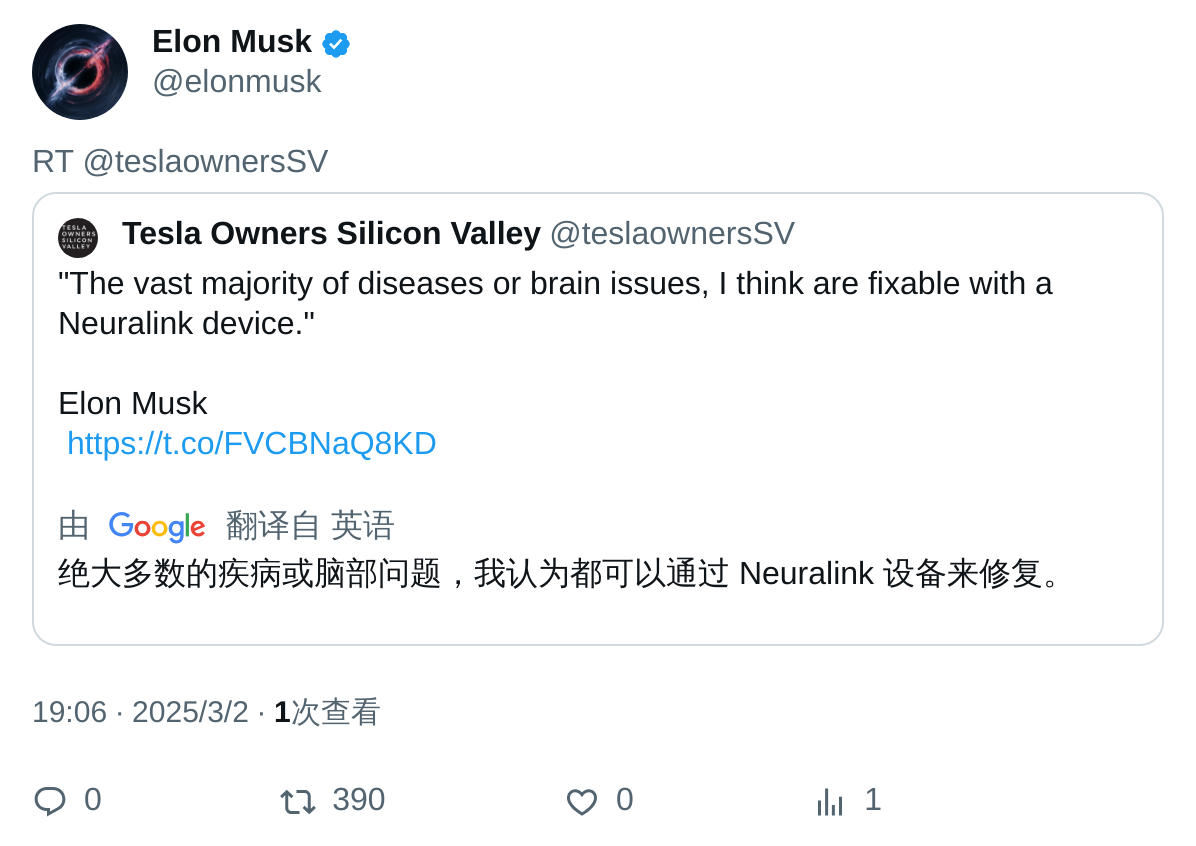 Elon Musk
@elonmusk
RT @teslaownersSV
TESLA
OWNERS
SILICON
VALLEY
Tesla Owners Silicon Valley @teslaownersSV
"The vast majority of diseases or brain issues, I think are fixable with a
Neuralink device."
Elon Musk
https://t.co/FVCBNaQ8KD
由 Google 翻译自 英语
绝大多数的疾病或脑部问题，我认为都可以通过 Neuralink 设备来修复。
19:06 · 2025/3/2 · 1次查看
0 390 0 1